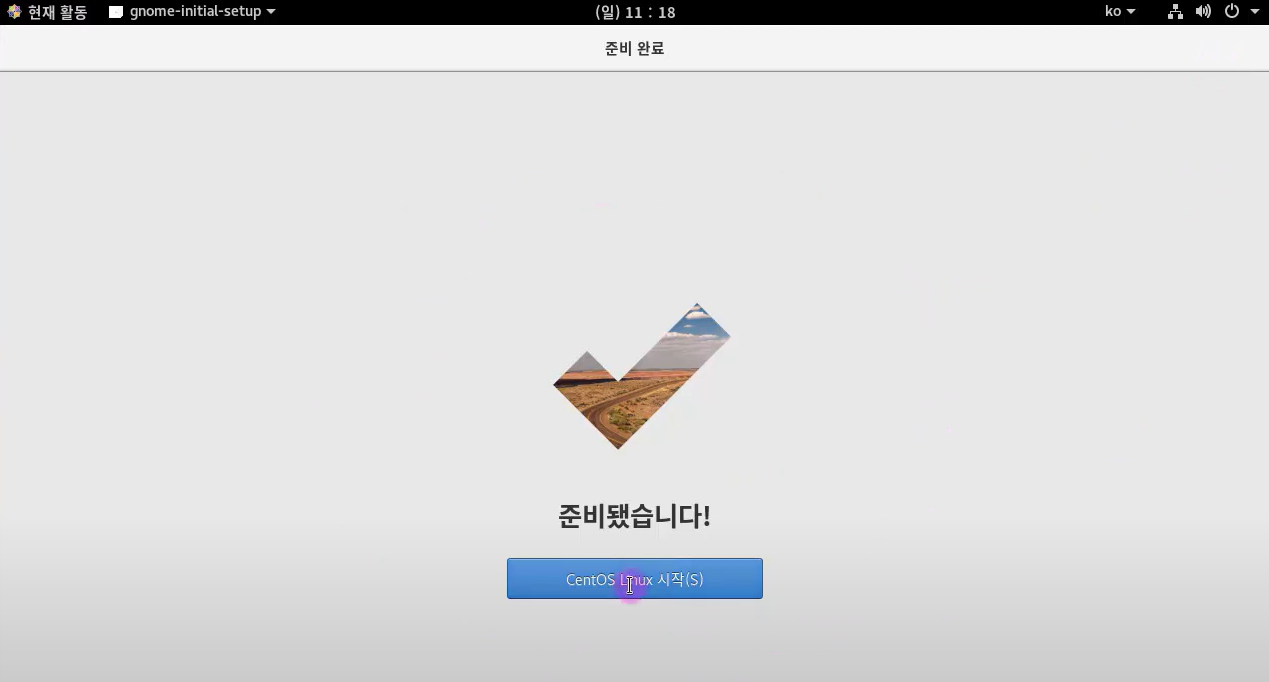 현재 활동 gnome-initial-setup (일) 11 : 18 ko
준비 완료
준비됐습니다!
CentOS Linux 시작(S)